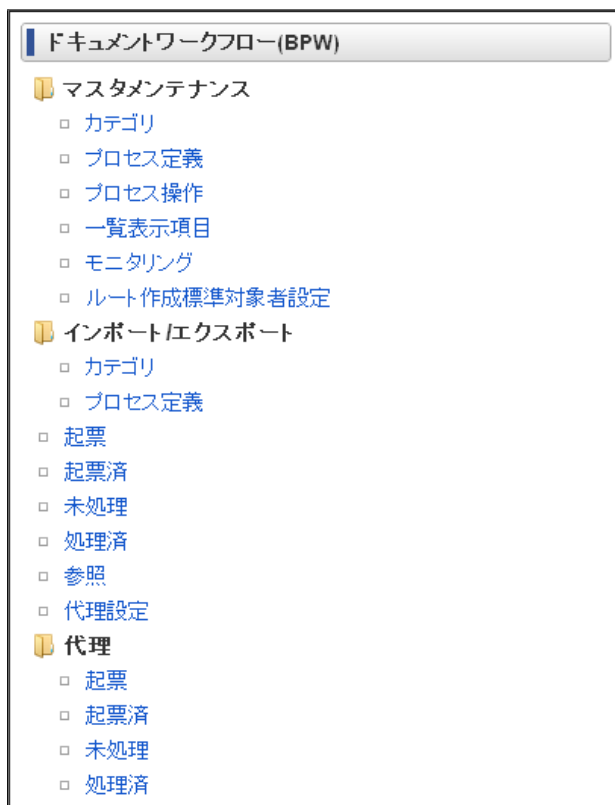 ドキュメントワークフロー(BPW)
マスタメンテナンス
カテゴリ
プロセス定義
プロセス操作
一覧表示項目
モニタリング
ルート作成標準対象者設定
インポート/エクスポート
カテゴリ
プロセス定義
起票
起票済
未処理
処理済
参照
代理設定
代理
起票
起票済
未処理
処理済